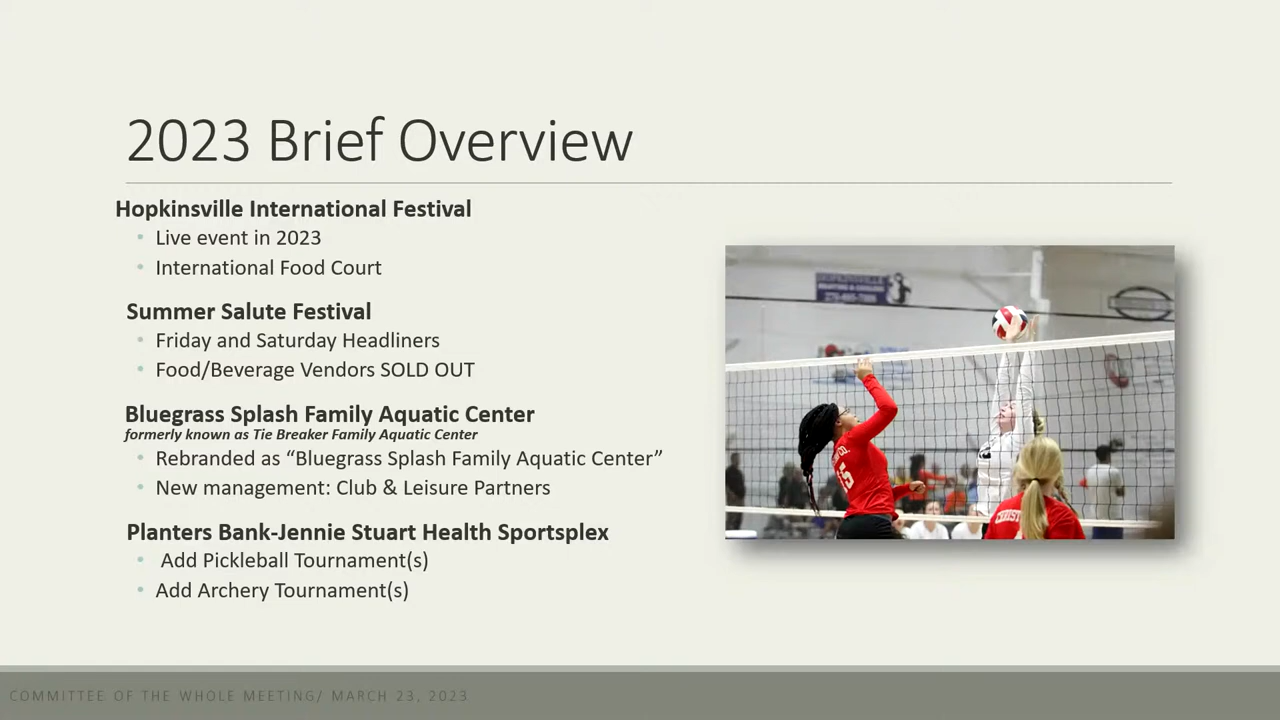 2023 Brief Overview
Hopkinsville International Festival
• Live event in 2023
• International Food Court
Summer Salute Festival
• Friday and Saturday Headliners
• Food/Beverage Vendors SOLD OUT
Bluegrass Splash Family Aquatic Center
formerly known as Tie Breaker Family Aquatic Center
• Rebranded as “Bluegrass Splash Family Aquatic Center”
• New management: Club & Leisure Partners
Planters Bank-Jennie Stuart Health Sportsplex
• Add Pickleball Tournament(s)
• Add Archery Tournament(s)
15
COMMITTEE OF THE WHOLE MEETING/ MARCH 23, 2023